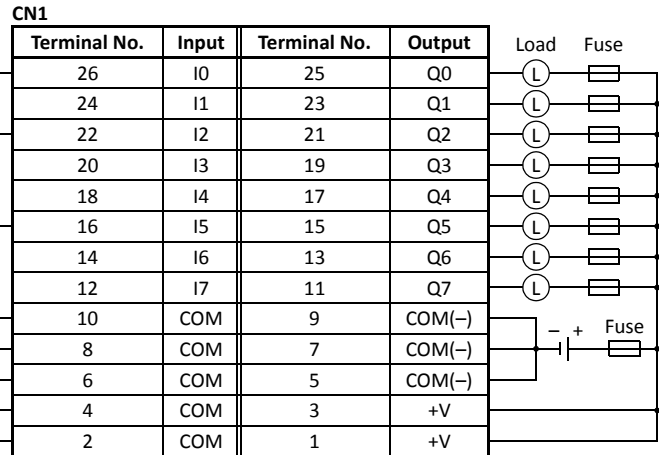 CN1
Terminal No. Input Terminal No. Output Load Fuse
26 I0 25 Q0 L
24 I1 23 Q1 L
22 I2 21 Q2 L
20 I3 19 Q3 L
18 I4 17 Q4 L
16 I5 15 Q5 L
14 I6 13 Q6 L
12 I7 11 Q7 L
10 COM 9 COM(–) – + Fuse
8 COM 7 COM(–)
6 COM 5 COM(–)
4 COM 3 +V
2 COM 1 +V